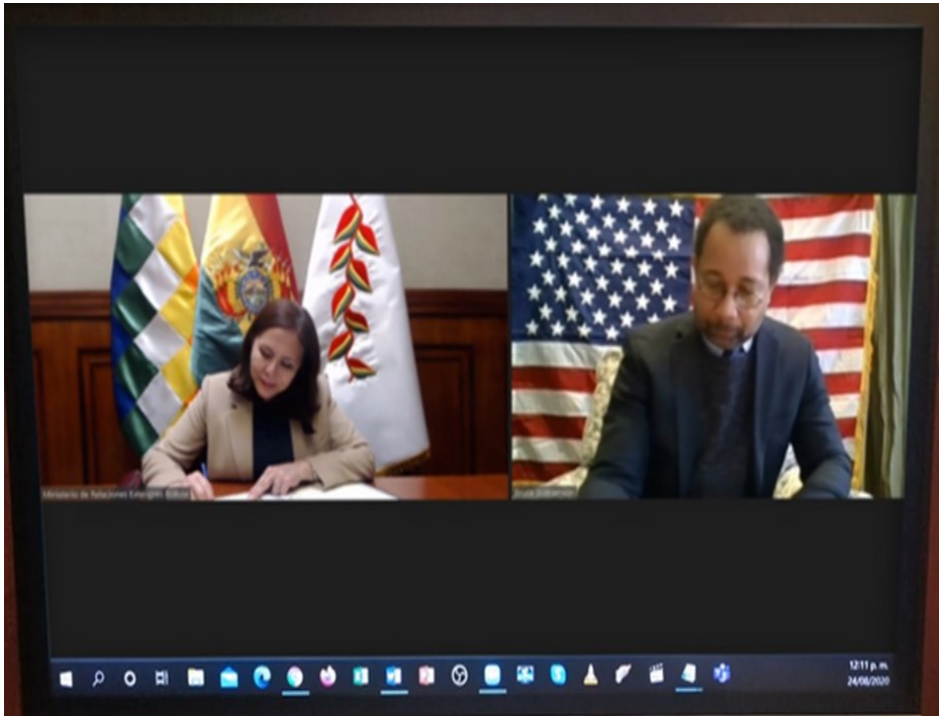 Ministerio de Relaciones Exteriores Bolivia
Bruce Williamson
12:11 p. m.
24/08/2020